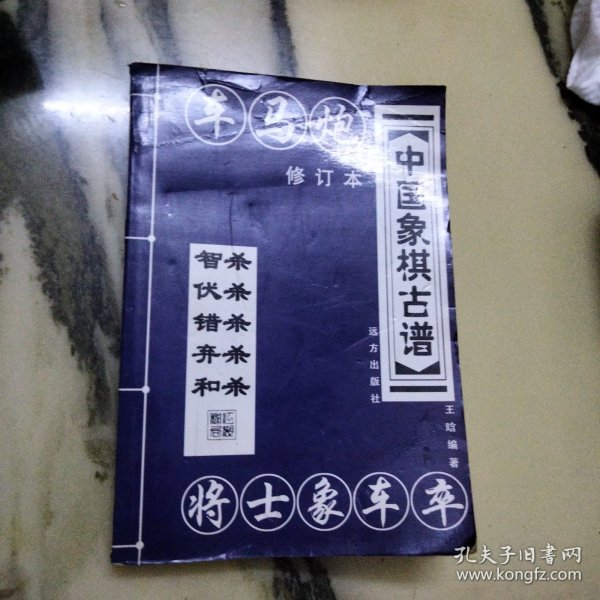 车马炮
修订本
中国象棋古谱
智杀
伏杀
错杀
弃杀
和杀
远方出版社
王晗编著
将士象车卒
孔夫子旧书网
www.kongfz.com